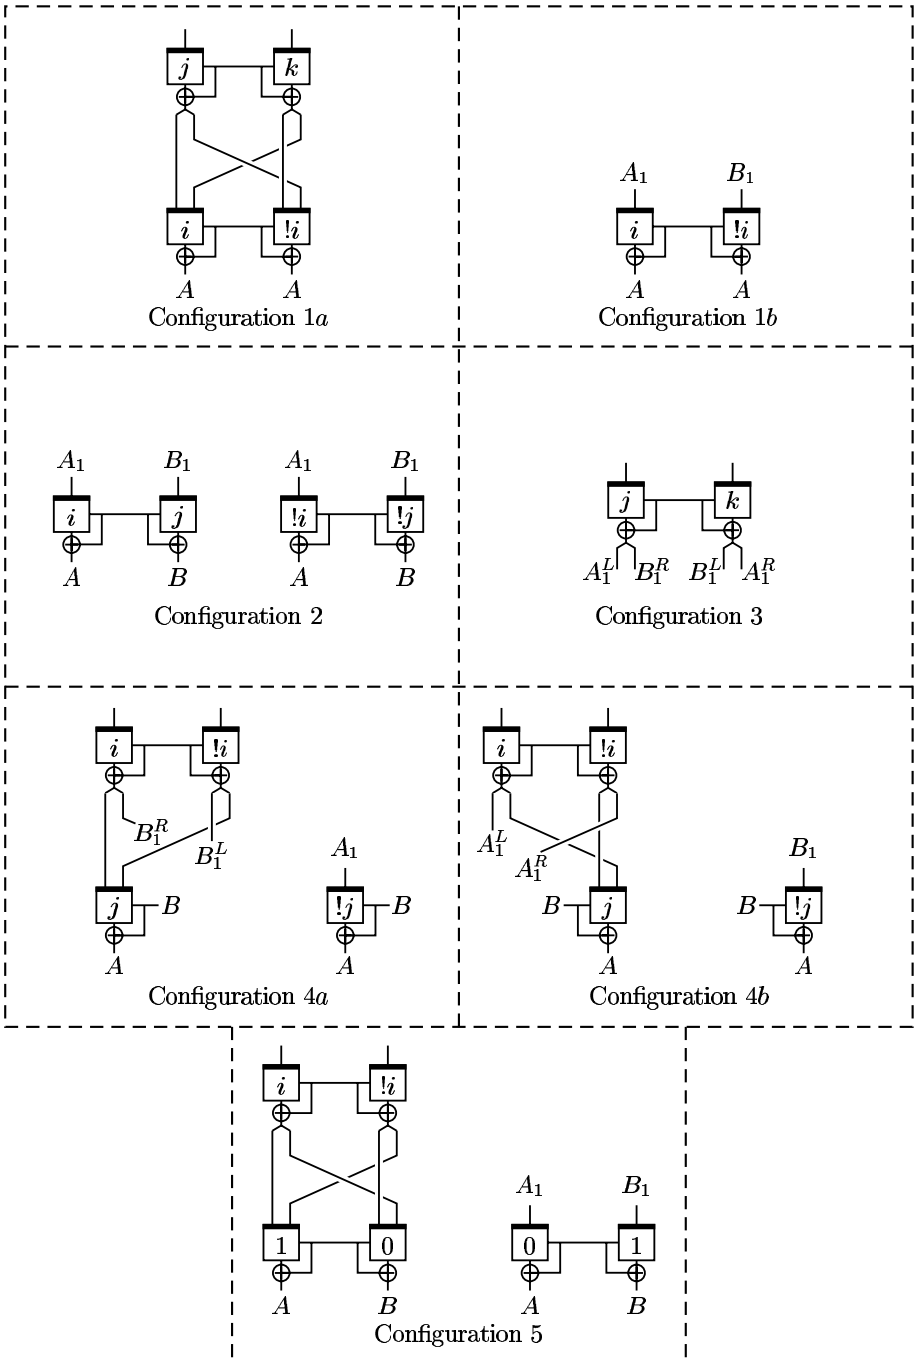 j k
i !i
A A
Configuration 1a
A₁ B₁
i !i
A A
Configuration 1b
A₁ B₁ A₁ B₁
i j !i !j
A B A B
Configuration 2
j k
A₁ᴸ B₁ᴿ B₁ᴸ A₁ᴿ
Configuration 3
i !i
B₁ᴿ
B₁ᴸ
A₁
j B !j B
A A
Configuration 4a
i !i
A₁ᴸ
A₁ᴿ
B₁
B j B !j
A A
Configuration 4b
i !i
A₁ B₁
1 0 0 1
A B A B
Configuration 5